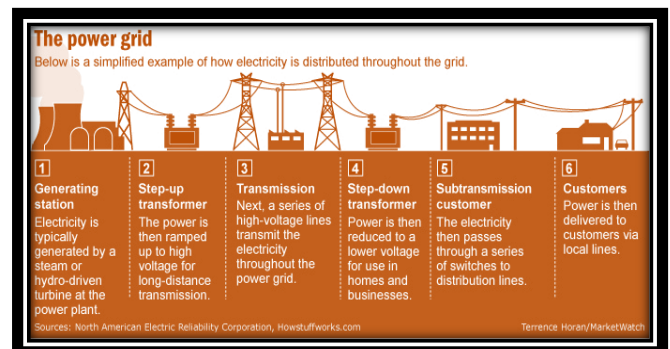 The power grid
Below is a simplified example of how electricity is distributed throughout the grid.
1
Generating
station
Electricity is
typically
generated by a
steam or
hydro-driven
turbine at the
power plant.
2
Step-up
transformer
The power is
then ramped
up to high
voltage for
long-distance
transmission.
3
Transmission
Next, a series of
high-voltage lines
transmit the
electricity
throughout the
power grid.
4
Step-down
transformer
Power is then
reduced to a
lower voltage
for use in
homes and
businesses.
5
Subtransmission
customer
The electricity
then passes
through a series
of switches to
distribution lines.
6
Customers
Power is then
delivered to
customers via
local lines.
Sources: North American Electric Reliability Corporation, Howstuffworks.com
Terrence Horan/MarketWatch